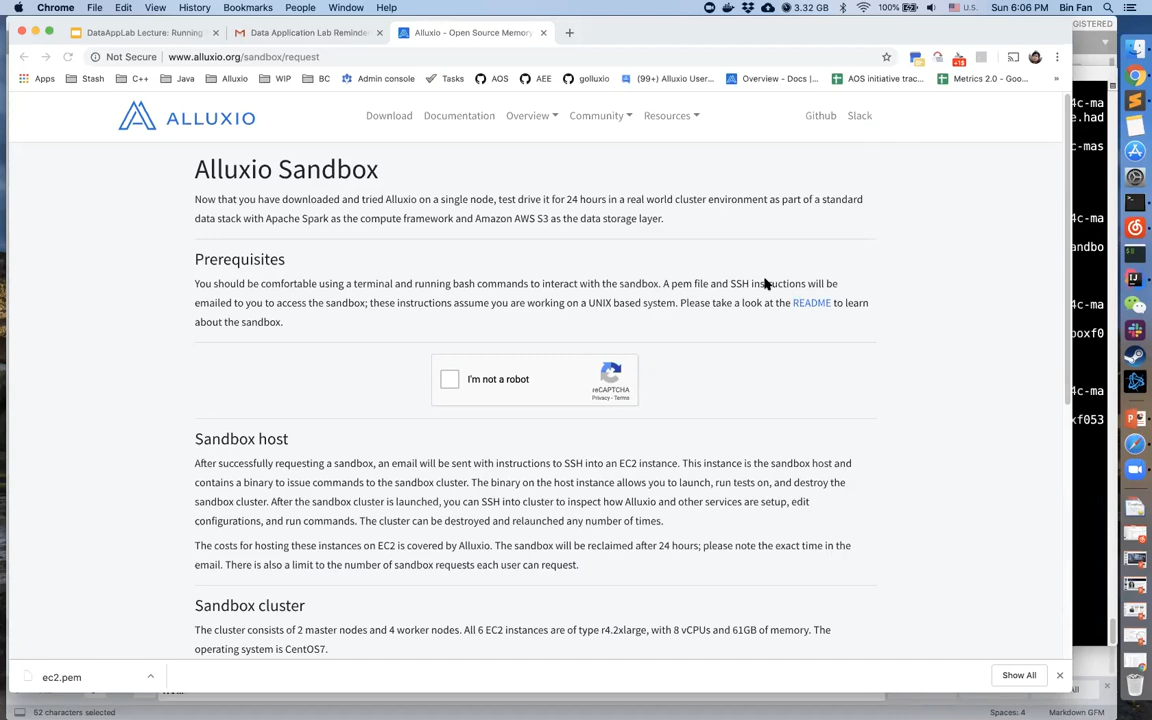 Chrome File Edit View History Bookmarks People Window Help 3.32 GB 100% U.S. Sun 6:06 PM Bin Fan
DataAppLab Lecture: Running
Data Application Lab Reminde
Alluxio - Open Source Memory
GISTERED
Not Secure www.alluxio.org/sandbox/request
Apps Stash C++ Java Alluxio WIP BC Admin console Tasks AOS AEE golluxio (99+) Alluxio User... Overview - Docs |... AOS initiative trac... Metrics 2.0 - Goo... »
ALLUXIO
Download Documentation Overview Community Resources Github Slack
Alluxio Sandbox
Now that you have downloaded and tried Alluxio on a single node, test drive it for 24 hours in a real world cluster environment as part of a standard
data stack with Apache Spark as the compute framework and Amazon AWS S3 as the data storage layer.
Prerequisites
You should be comfortable using a terminal and running bash commands to interact with the sandbox. A pem file and SSH instructions will be
emailed to you to access the sandbox; these instructions assume you are working on a UNIX based system. Please take a look at the README to learn
about the sandbox.
I'm not a robot
reCAPTCHA
Privacy - Terms
Sandbox host
After successfully requesting a sandbox, an email will be sent with instructions to SSH into an EC2 instance. This instance is the sandbox host and
contains a binary to issue commands to the sandbox cluster. The binary on the host instance allows you to launch, run tests on, and destroy the
sandbox cluster. After the sandbox cluster is launched, you can SSH into cluster to inspect how Alluxio and other services are setup, edit
configurations, and run commands. The cluster can be destroyed and relaunched any number of times.
The costs for hosting these instances on EC2 is covered by Alluxio. The sandbox will be reclaimed after 24 hours; please note the exact time in the
email. There is also a limit to the number of sandbox requests each user can request.
Sandbox cluster
The cluster consists of 2 master nodes and 4 worker nodes. All 6 EC2 instances are of type r4.2xlarge, with 8 vCPUs and 61GB of memory. The
operating system is CentOS7.
4c-ma
e.had
4c-mas
4c-ma
andbo
4c-ma
oxf0
4c-ma
xf053
ec2.pem
Show All
All
52 characters selected
Spaces: 4 Markdown GFM